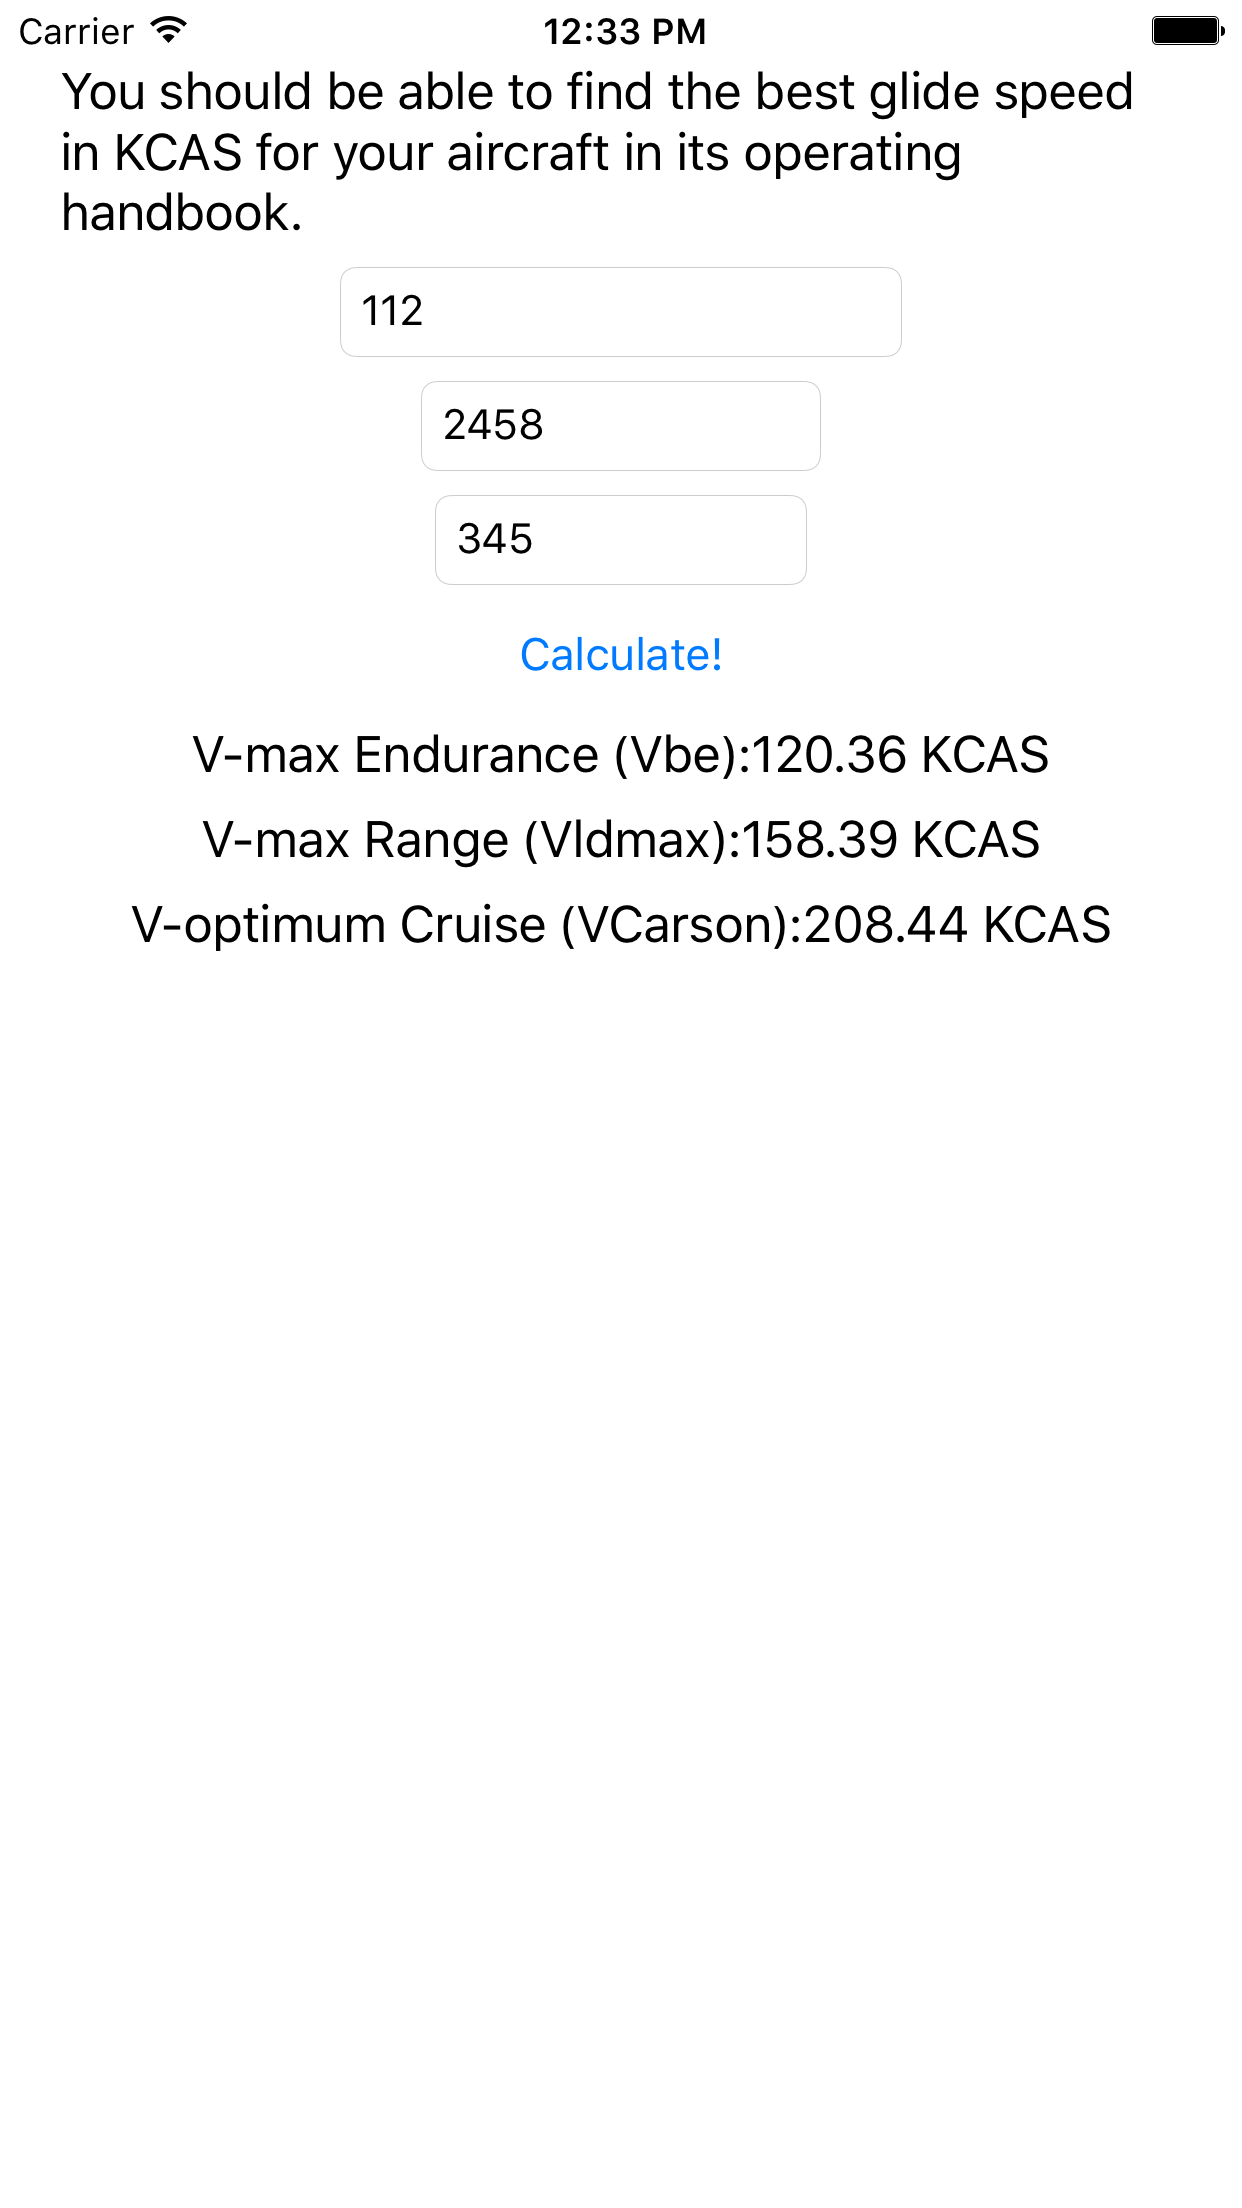 Carrier 12:33 PM
You should be able to find the best glide speed
in KCAS for your aircraft in its operating
handbook.
112
2458
345
Calculate!
V-max Endurance (Vbe):120.36 KCAS
V-max Range (Vldmax):158.39 KCAS
V-optimum Cruise (VCarson):208.44 KCAS